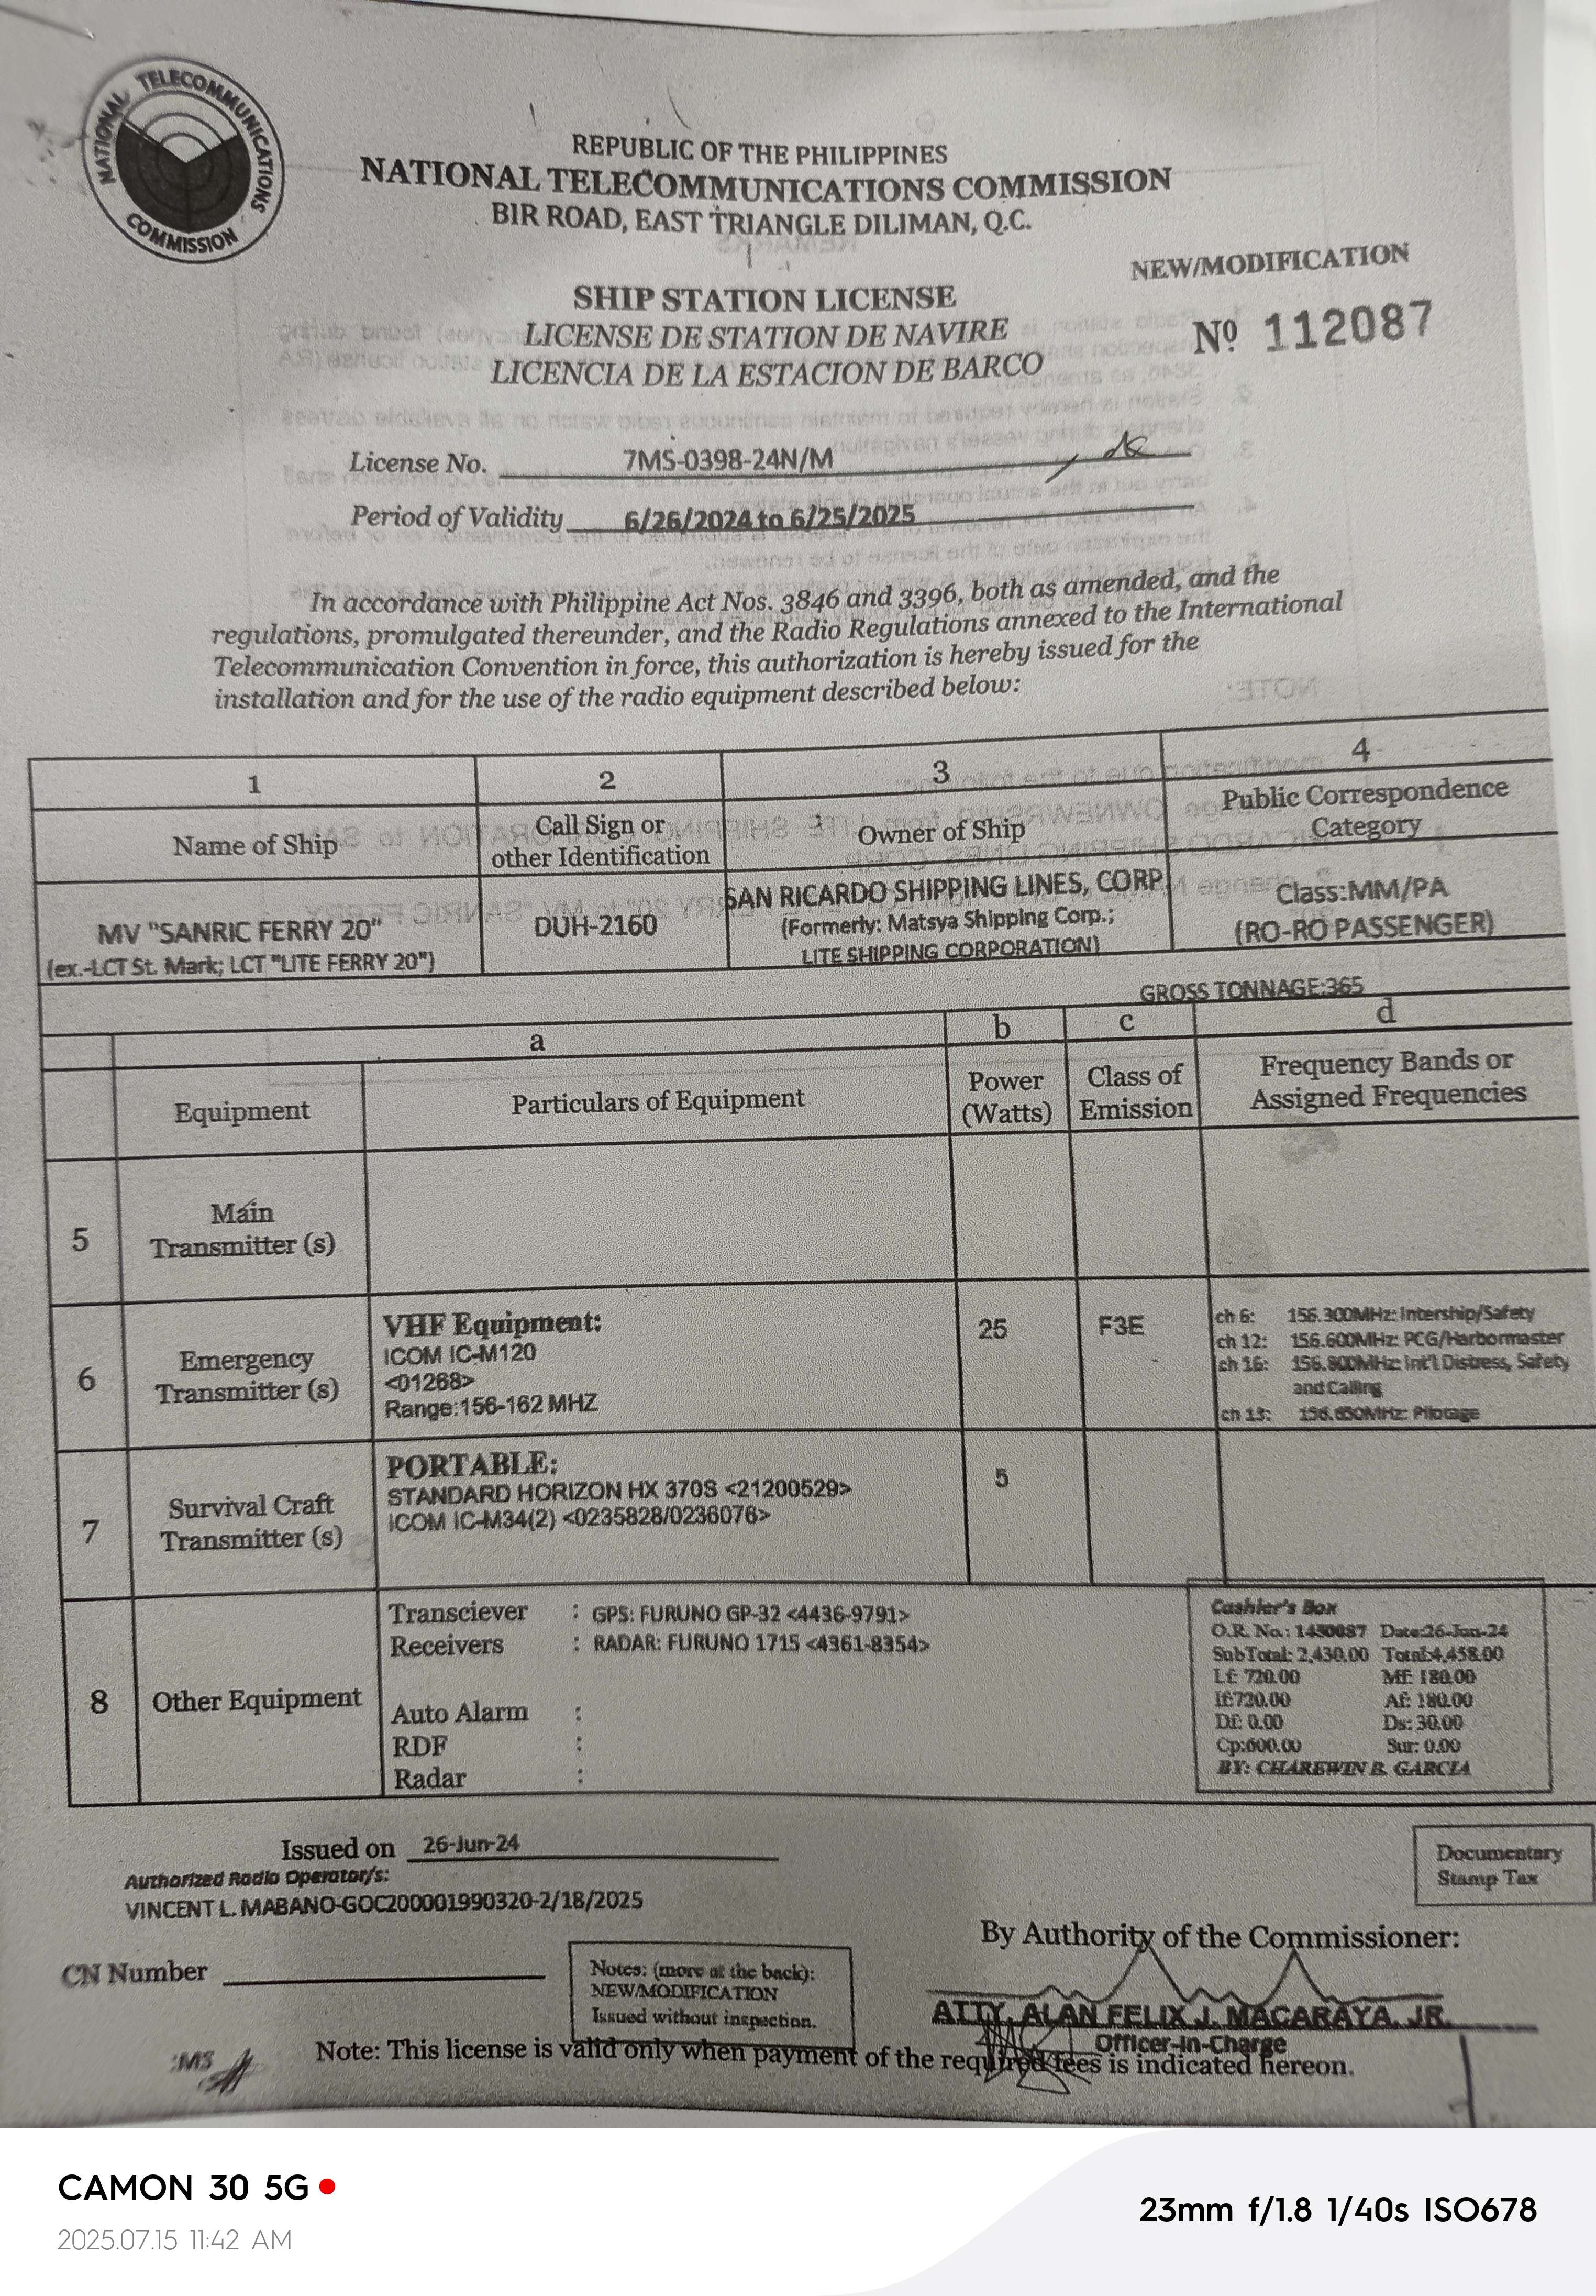 NATIONAL TELECOMMUNICATIONS COMMISSION
REPUBLIC OF THE PHILIPPINES
NATIONAL TELECOMMUNICATIONS COMMISSION
BIR ROAD, EAST TRIANGLE DILIMAN, Q.C.
NEW/MODIFICATION
SHIP STATION LICENSE
LICENSE DE STATION DE NAVIRE
LICENCIA DE LA ESTACION DE BARCO
Nº 112087
License No. 7MS-0398-24N/M
Period of Validity 6/26/2024 to 6/25/2025
In accordance with Philippine Act Nos. 3846 and 3396, both as amended, and the
regulations, promulgated thereunder, and the Radio Regulations annexed to the International
Telecommunication Convention in force, this authorization is hereby issued for the
installation and for the use of the radio equipment described below:
1 2 3 4
Name of Ship
Call Sign or
other Identification
Owner of Ship
Public Correspondence
Category
MV "SANRIC FERRY 20"
(ex.-LCT St. Mark; LCT "LITE FERRY 20")
DUH-2160
SAN RICARDO SHIPPING LINES, CORP
(Formerly: Matsya Shipping Corp.;
LITE SHIPPING CORPORATION)
Class:MM/PA
(RO-RO PASSENGER)
GROSS TONNAGE:365
a b c d
Equipment
Particulars of Equipment
Power
(Watts)
Class of
Emission
Frequency Bands or
Assigned Frequencies
5
Main
Transmitter (s)
6
Emergency
Transmitter (s)
VHF Equipment:
ICOM IC-M120
<01268>
Range:156-162 MHZ
25
F3E
ch 6: 156.300MHz: Intership/Safety
ch 12: 156.600MHz: PCG/Harbormaster
ch 16: 156.800MHz: Int'l Distress, Safety
and Calling
ch 13: 156.650MHz: Pilotage
7
Survival Craft
Transmitter (s)
PORTABLE:
STANDARD HORIZON HX 370S <21200529>
ICOM IC-M34(2) <0235828/0236076>
5
8
Other Equipment
Transciever : GPS: FURUNO GP-32 <4436-9791>
Receivers : RADAR: FURUNO 1715 <4361-8354>
Auto Alarm :
RDF :
Radar :
Cashier's Box
O.R. No.: 1430087 Date:26-Jun-24
SubTotal: 2,430.00 Total:4,458.00
Lf: 720.00 Mf: 180.00
If:720.00 Af: 180.00
Df: 0.00 Ds: 30.00
Cp:600.00 Sur: 0.00
BY: CHAREWIN B. GARCIA
Issued on 26-Jun-24
Authorized Radio Operator/s:
VINCENT L. MABANO-GOC200001990320-2/18/2025
Documentary
Stamp Tax
CN Number
Notes: (more at the back):
NEW/MODIFICATION
Issued without inspection.
By Authority of the Commissioner:
ATTY. ALAN FELIX J. MACARAYA, JR.
Officer-In-Charge
:MS
Note: This license is valid only when payment of the required fees is indicated hereon.
CAMON 30 5G
2025.07.15 11:42 AM
23mm f/1.8 1/40s ISO678